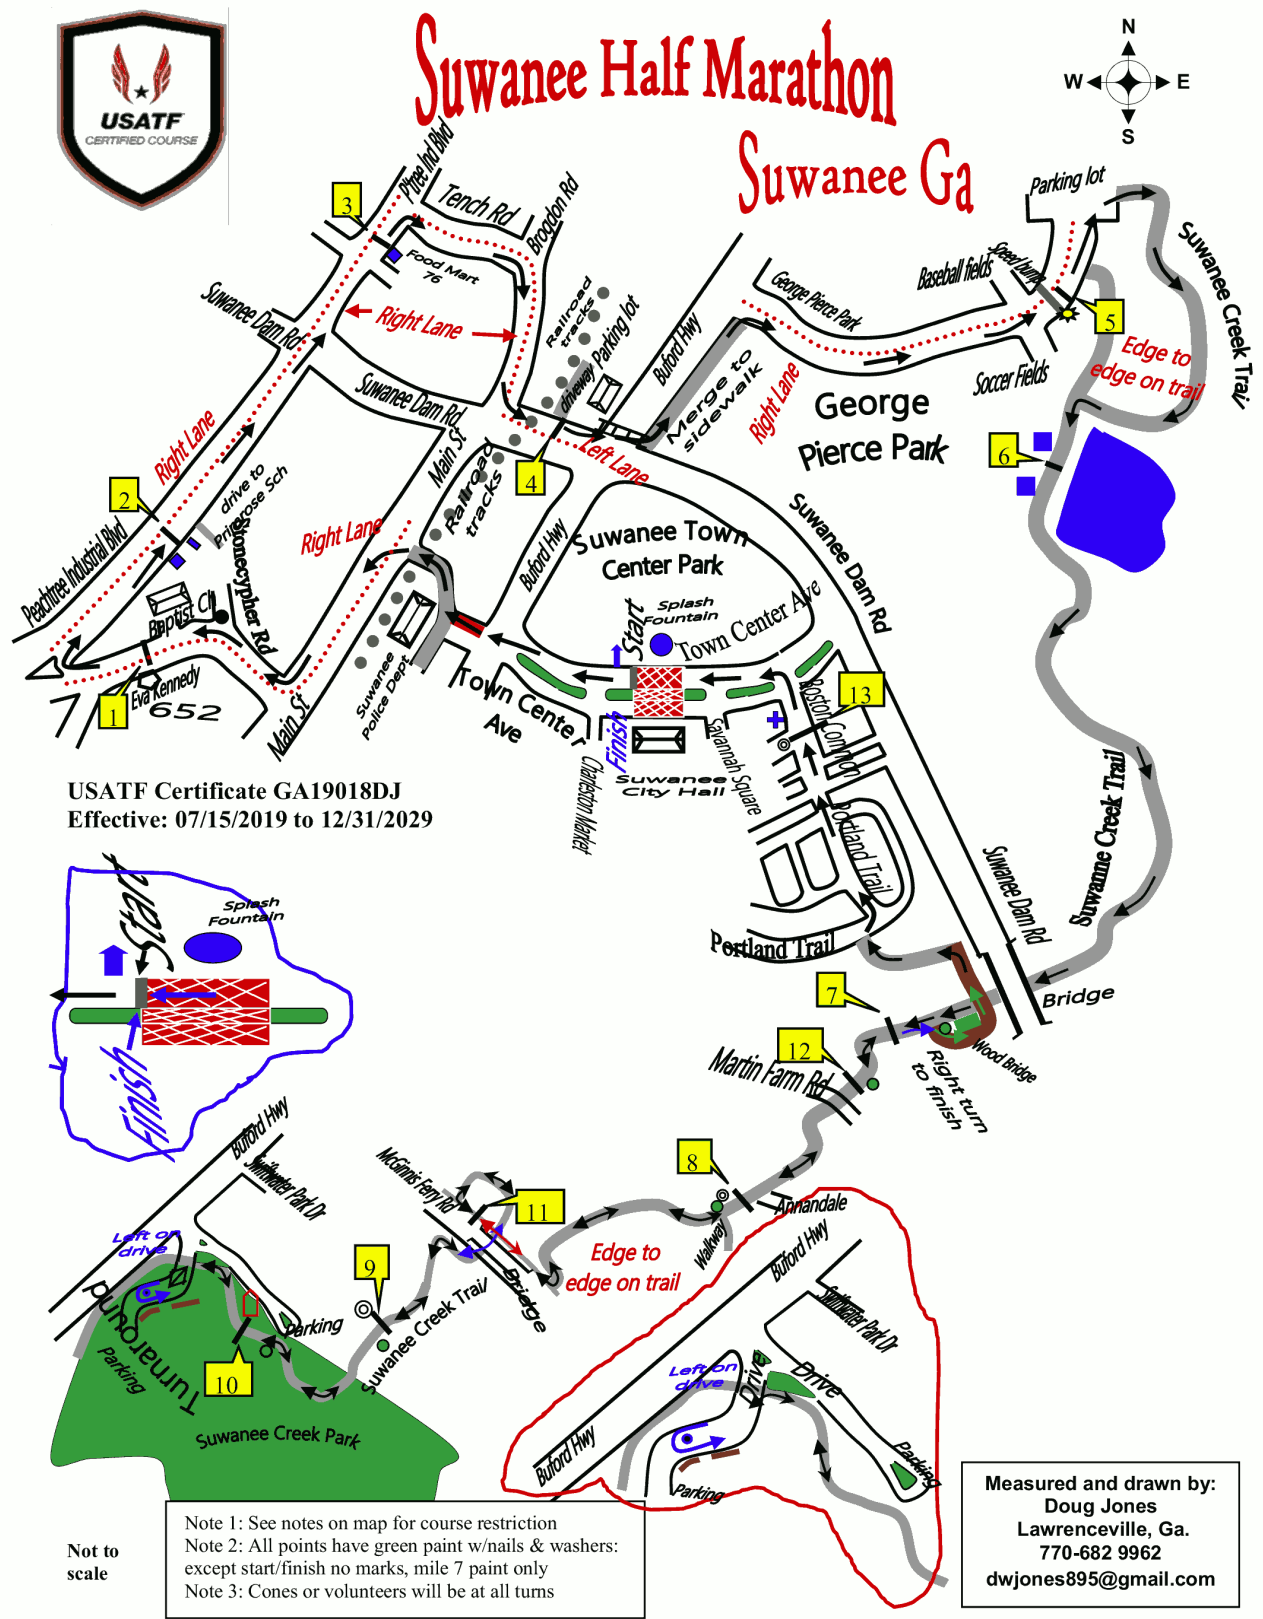 Suwanee Half Marathon
Suwanee Ga
USATF
CERTIFIED COURSE
N
W
E
S
P'tree Ind Blvd
Tench Rd
Brogdon Rd
3
Food Mart
76
Suwanee Dam Rd
Right Lane
Railroad
tracks
driveway
Parking lot
Buford Hwy
George Pierce Park
Baseball fields
Speed bump
Parking lot
Suwanee Creek Trail
5
Edge to
edge on trail
Soccer Fields
Merge to
sidewalk
Right Lane
George
Pierce Park
6
Suwanee Dam Rd
Main St
Railroad
tracks
4
Left Lane
Right Lane
2
drive to
Primrose Sch
Right Lane
Peachtree Industrial Blvd
Stonecypher Rd
Baptist Ch
1
Eva Kennedy
652
Main St
Suwanee
Police Dept
Buford Hwy
Suwanee Town
Center Park
Suwanee Dam Rd
Start
Splash
Fountain
Town Center Ave
Town Center
Ave
Finish
Charleston Market
Suwanee
City Hall
Savannah Square
Boston Common
13
Portland Trail
Portland Trail
Suwanee Dam Rd
Suwanne Creek Trail
Bridge
7
Wood Bridge
Right turn
to finish
12
Martin Farm Rd
USATF Certificate GA19018DJ
Effective: 07/15/2019 to 12/31/2029
Start
Splash
Fountain
Finish
Buford Hwy
Swiftwater Park Dr
Left on
drive
Turnaround
Parking
Parking
10
Suwanee Creek Park
9
Suwanee Creek Trail
McGinnis Ferry Rd
11
Bridge
Edge to
edge on trail
8
Walkway
Annandale
Buford Hwy
Swiftwater Park Dr
Left on
drive
Drive
Drive
Parking
Buford Hwy
Parking
Not to
scale
Note 1: See notes on map for course restriction
Note 2: All points have green paint w/nails & washers:
except start/finish no marks, mile 7 paint only
Note 3: Cones or volunteers will be at all turns
Measured and drawn by:
Doug Jones
Lawrenceville, Ga.
770-682 9962
dwjones895@gmail.com